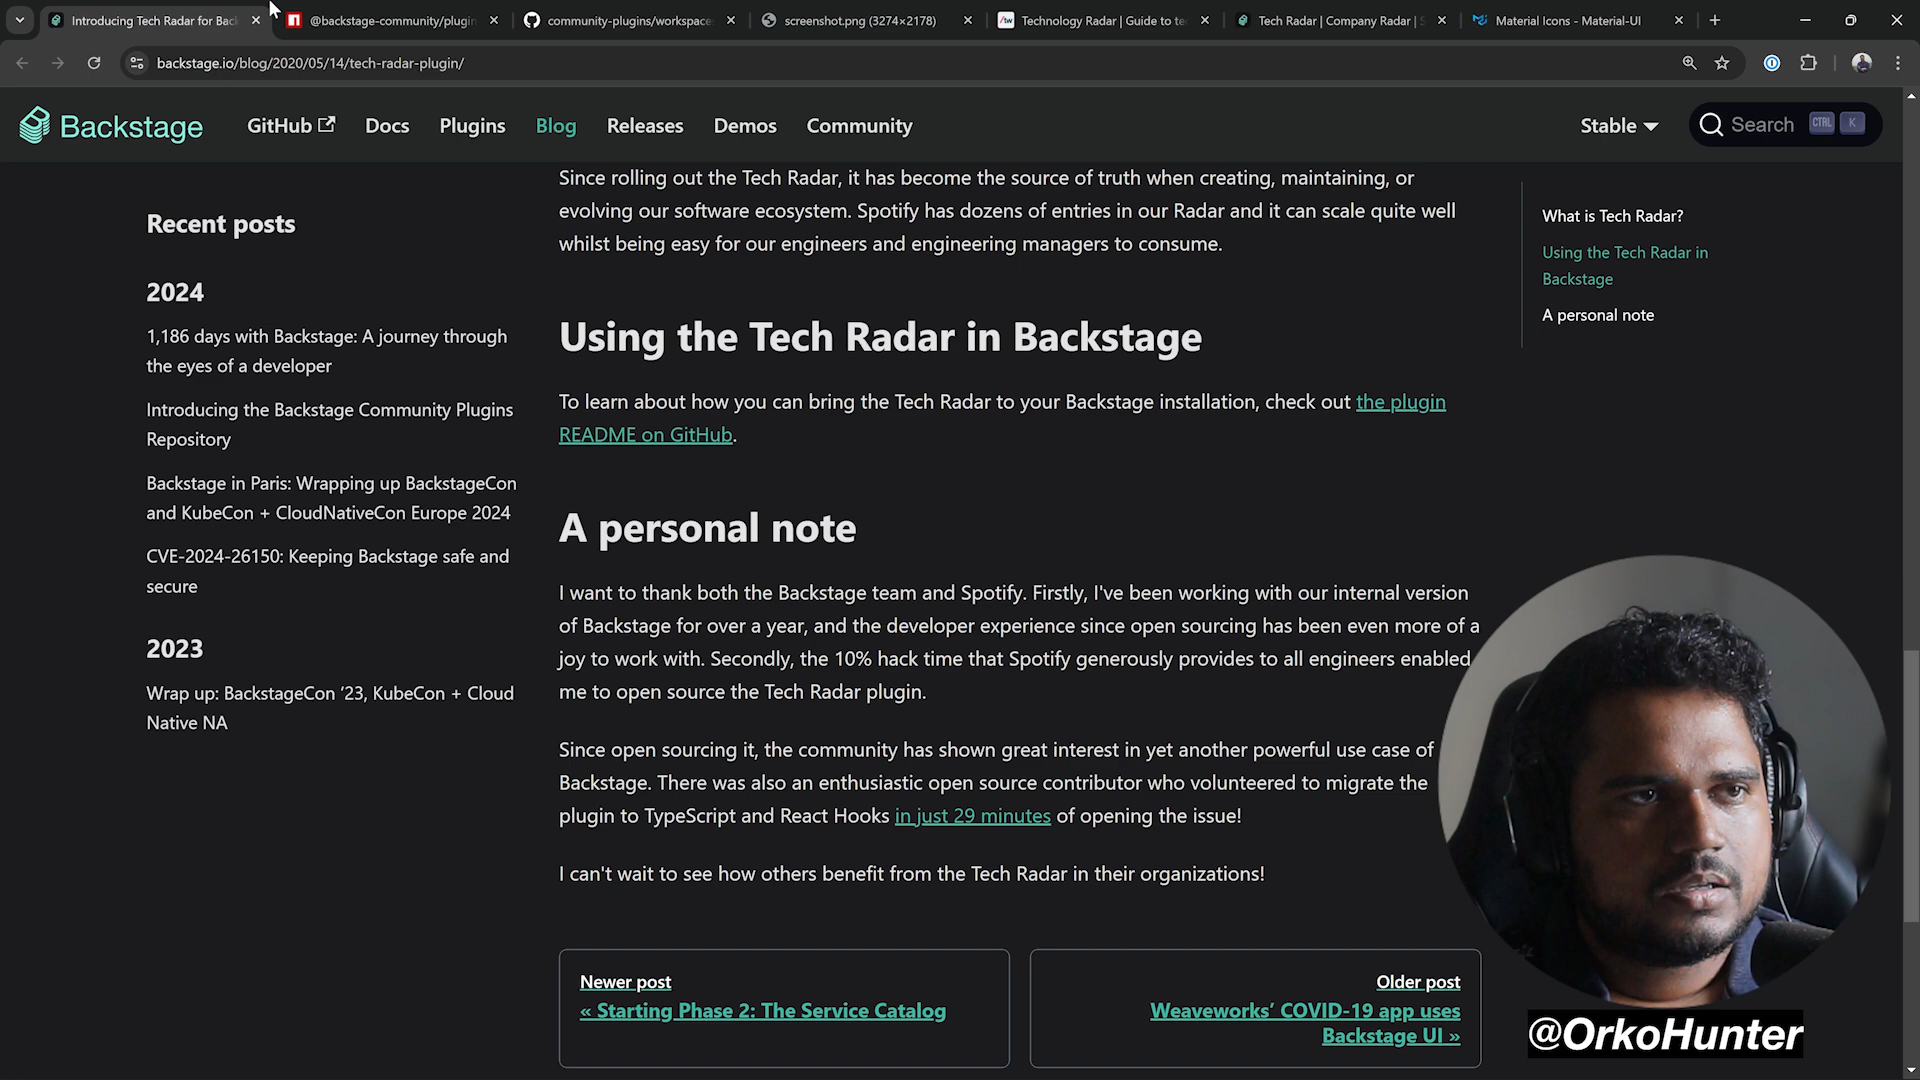 Introducing Tech Radar for Back
@backstage-community/plugin
community-plugins/workspace
screenshot.png (3274×2178)
Technology Radar | Guide to te
Tech Radar | Company Radar | S
Material Icons - Material-UI
backstage.io/blog/2020/05/14/tech-radar-plugin/
Backstage
GitHub
Docs
Plugins
Blog
Releases
Demos
Community
Stable
Search
CTRL
K
Recent posts
2024
1,186 days with Backstage: A journey through
the eyes of a developer
Introducing the Backstage Community Plugins
Repository
Backstage in Paris: Wrapping up BackstageCon
and KubeCon + CloudNativeCon Europe 2024
CVE-2024-26150: Keeping Backstage safe and
secure
2023
Wrap up: BackstageCon ’23, KubeCon + Cloud
Native NA
Since rolling out the Tech Radar, it has become the source of truth when creating, maintaining, or
evolving our software ecosystem. Spotify has dozens of entries in our Radar and it can scale quite well
whilst being easy for our engineers and engineering managers to consume.
Using the Tech Radar in Backstage
To learn about how you can bring the Tech Radar to your Backstage installation, check out the plugin
README on GitHub.
A personal note
I want to thank both the Backstage team and Spotify. Firstly, I've been working with our internal version
of Backstage for over a year, and the developer experience since open sourcing has been even more of a
joy to work with. Secondly, the 10% hack time that Spotify generously provides to all engineers enabled
me to open source the Tech Radar plugin.
Since open sourcing it, the community has shown great interest in yet another powerful use case of
Backstage. There was also an enthusiastic open source contributor who volunteered to migrate the
plugin to TypeScript and React Hooks in just 29 minutes of opening the issue!
I can't wait to see how others benefit from the Tech Radar in their organizations!
Newer post
« Starting Phase 2: The Service Catalog
Older post
Weaveworks’ COVID-19 app uses
Backstage UI »
What is Tech Radar?
Using the Tech Radar in
Backstage
A personal note
@OrkoHunter